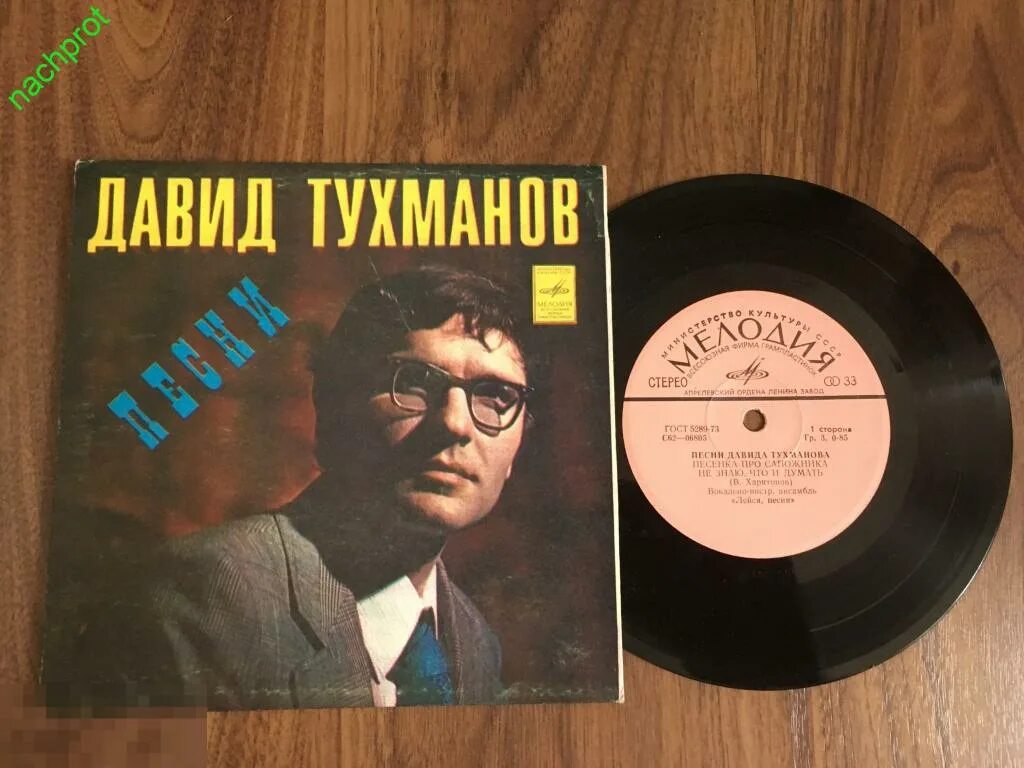 nachprot
ДАВИД ТУХМАНОВ
ПЕСНИ
МЕЛОДИЯ
МИНИСТЕРСТВО КУЛЬТУРЫ СССР
МЕЛОДИЯ
ВСЕСОЮЗНАЯ ФИРМА ГРАМПЛАСТИНОК
СТЕРЕО 33
АПРЕЛЕВСКИЙ ОРДЕНА ЛЕНИНА ЗАВОД
ГОСТ 5289-73 1 сторона
С62—06805 Гр. 3. 0-85
ПЕСНИ ДАВИДА ТУХМАНОВА
ПЕСЕНКА ПРО САПОЖНИКА
НЕ ЗНАЮ, ЧТО И ДУМАТЬ
(В. Харитонов)
Вокально-инстр. ансамбль
«Лейся, песня»